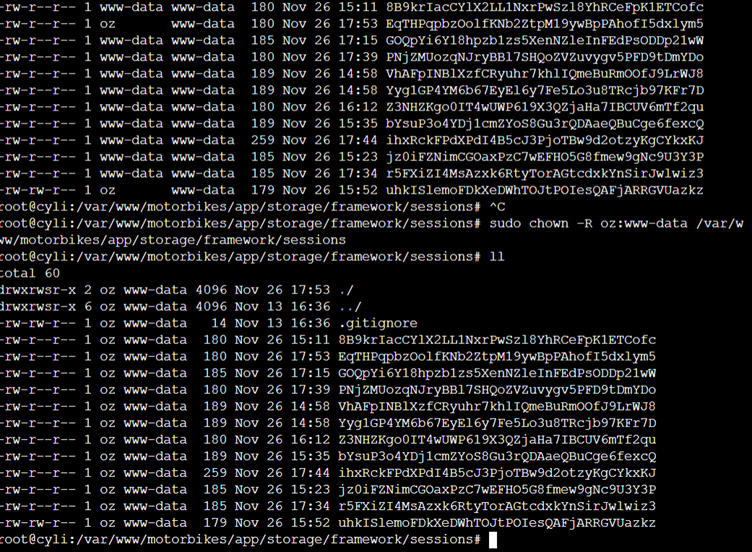 -rw-r--r-- 1 www-data www-data  180 Nov 26 15:11 8B9krIacCYlX2LL1NxrPwSzl8YhRCeFpK1ETCofc
-rw-r--r-- 1 oz       www-data  180 Nov 26 17:53 EqTHPqpbzOolfKNb2ZtpM19ywBpPAhofI5dxlym5
-rw-r--r-- 1 www-data www-data  185 Nov 26 17:15 GOQpYi6Y18hpzb1zs5XenNZleInFEdPsODDp21wW
-rw-r--r-- 1 www-data www-data  180 Nov 26 17:39 PNjZMUozqNJryBBl7SHQoZVZuvygv5PFD9tDmYDo
-rw-r--r-- 1 www-data www-data  189 Nov 26 14:58 VhAFpINBlXzfCRyuhr7khlIQmeBuRmOOfJ9LrWJ8
-rw-r--r-- 1 www-data www-data  189 Nov 26 14:58 Yyg1GP4YM6b67EyEl6y7Fe5Lo3u8TRcjb97KFr7D
-rw-r--r-- 1 www-data www-data  180 Nov 26 16:12 Z3NHZKgo0IT4wUWP619X3QZjaHa7IBCUV6mTf2qu
-rw-r--r-- 1 www-data www-data  189 Nov 26 15:35 bYsuP3o4YDj1cmZYoS8Gu3rQDAaeQBuCge6fexcQ
-rw-r--r-- 1 www-data www-data  259 Nov 26 17:44 ihxRckFPdXPdI4B5cJ3PjoTBw9d2otzyKgCYkxKJ
-rw-r--r-- 1 www-data www-data  185 Nov 26 15:23 jz0iFZNimCGOaxPzC7wEFHO5G8fmew9gNc9U3Y3P
-rw-r--r-- 1 www-data www-data  185 Nov 26 17:34 r5FXiZI4MsAzxk6RtyTorAGtcdxkYnSirJwlwiz3
-rw-rw-r-- 1 oz       www-data  179 Nov 26 15:52 uhkISlemoFDkXeDWhTOJtPOIesQAFjARRGVUazkz
root@cyli:/var/www/motorbikes/app/storage/framework/sessions# ^C
root@cyli:/var/www/motorbikes/app/storage/framework/sessions# sudo chown -R oz:www-data /var/w
ww/motorbikes/app/storage/framework/sessions
root@cyli:/var/www/motorbikes/app/storage/framework/sessions# ll
total 60
drwxrwsr-x 2 oz www-data 4096 Nov 26 17:53 ./
drwxrwsr-x 6 oz www-data 4096 Nov 13 16:36 ../
-rw-rw-r-- 1 oz www-data   14 Nov 13 16:36 .gitignore
-rw-r--r-- 1 oz www-data  180 Nov 26 15:11 8B9krIacCYlX2LL1NxrPwSzl8YhRCeFpK1ETCofc
-rw-r--r-- 1 oz www-data  180 Nov 26 17:53 EqTHPqpbzOolfKNb2ZtpM19ywBpPAhofI5dxlym5
-rw-r--r-- 1 oz www-data  185 Nov 26 17:15 GOQpYi6Y18hpzb1zs5XenNZleInFEdPsODDp21wW
-rw-r--r-- 1 oz www-data  180 Nov 26 17:39 PNjZMUozqNJryBBl7SHQoZVZuvygv5PFD9tDmYDo
-rw-r--r-- 1 oz www-data  189 Nov 26 14:58 VhAFpINBlXzfCRyuhr7khlIQmeBuRmOOfJ9LrWJ8
-rw-r--r-- 1 oz www-data  189 Nov 26 14:58 Yyg1GP4YM6b67EyEl6y7Fe5Lo3u8TRcjb97KFr7D
-rw-r--r-- 1 oz www-data  180 Nov 26 16:12 Z3NHZKgo0IT4wUWP619X3QZjaHa7IBCUV6mTf2qu
-rw-r--r-- 1 oz www-data  189 Nov 26 15:35 bYsuP3o4YDj1cmZYoS8Gu3rQDAaeQBuCge6fexcQ
-rw-r--r-- 1 oz www-data  259 Nov 26 17:44 ihxRckFPdXPdI4B5cJ3PjoTBw9d2otzyKgCYkxKJ
-rw-r--r-- 1 oz www-data  185 Nov 26 15:23 jz0iFZNimCGOaxPzC7wEFHO5G8fmew9gNc9U3Y3P
-rw-r--r-- 1 oz www-data  185 Nov 26 17:34 r5FXiZI4MsAzxk6RtyTorAGtcdxkYnSirJwlwiz3
-rw-rw-r-- 1 oz www-data  179 Nov 26 15:52 uhkISlemoFDkXeDWhTOJtPOIesQAFjARRGVUazkz
root@cyli:/var/www/motorbikes/app/storage/framework/sessions#